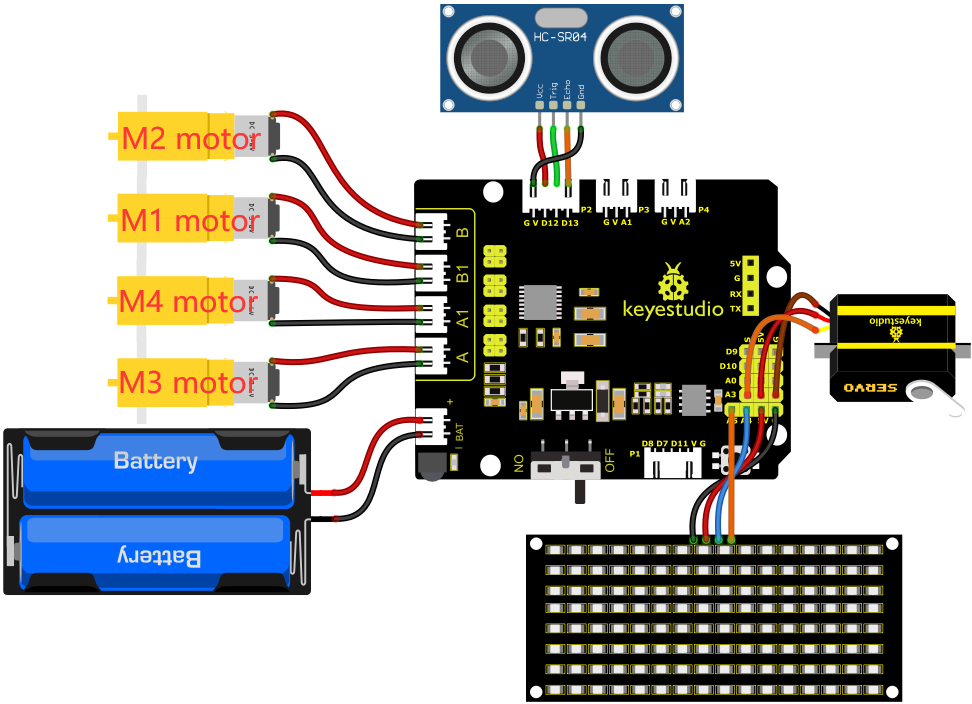 HC-SR04
Vcc
Trig
Echo
Gnd
M2 motor
M1 motor
M4 motor
M3 motor
B
B1
A1
A
P2
P3
P4
G V D12 D13
G V A1
G V A2
5V
G
RX
TX
keyestudio
S
5V
G
D9
D10
A0
A3
keyestudio
SERVO
+
BAT
-
NO
OFF
P1
D8 D7 D11 V G
Battery
Battery